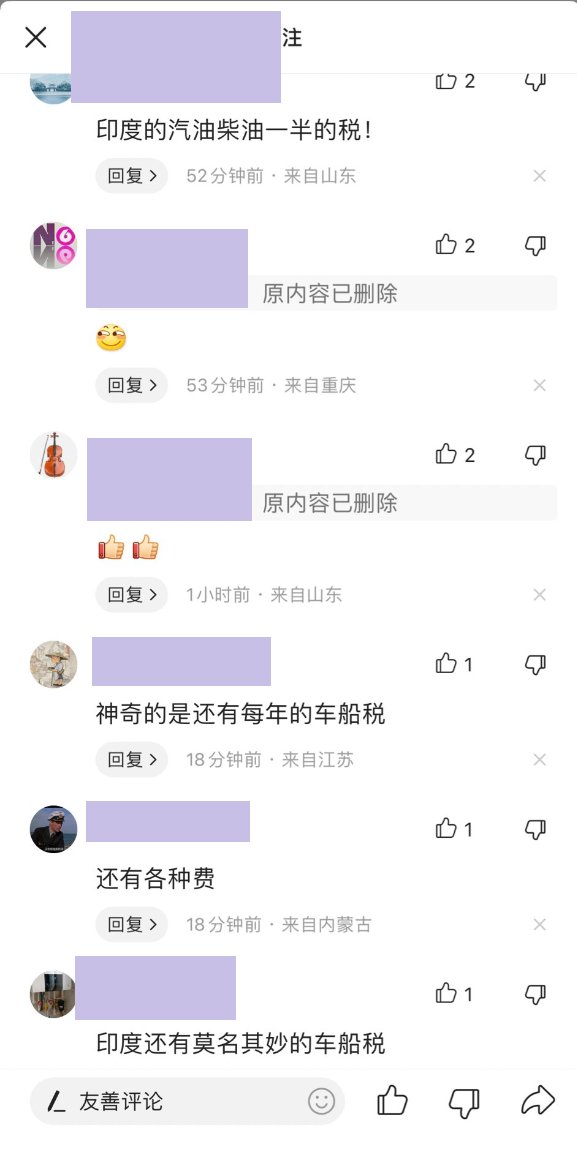 注
2
印度的汽油柴油一半的税！
回复 >
52分钟前 · 来自山东
2
原内容已删除
回复 >
53分钟前 · 来自重庆
2
原内容已删除
回复 >
1小时前 · 来自山东
1
神奇的是还有每年的车船税
回复 >
18分钟前 · 来自江苏
1
还有各种费
回复 >
18分钟前 · 来自内蒙古
1
印度还有莫名其妙的车船税
友善评论